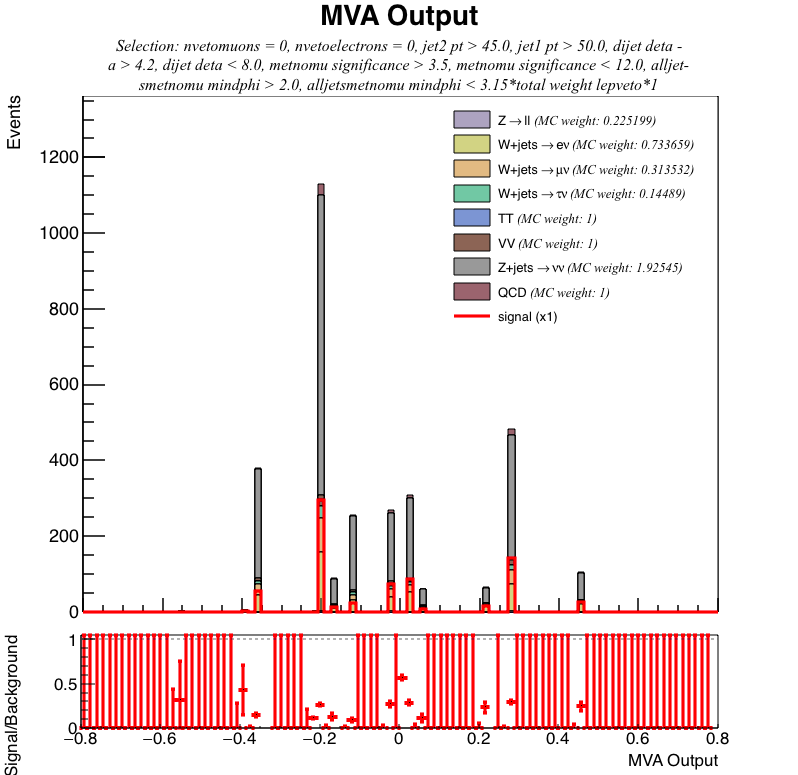 MVA Output
Selection: nvetomuons = 0, nvetoelectrons = 0, jet2 pt > 45.0, jet1 pt > 50.0, dijet deta -
a > 4.2, dijet deta < 8.0, metnomu significance > 3.5, metnomu significance < 12.0, alljet-
smetnomu mindphi > 2.0, alljetsmetnomu mindphi < 3.15*total weight lepveto*1
Events
1200
1000
800
600
400
200
0
Z→ll (MC weight: 0.225199)
W+jets→eν (MC weight: 0.733659)
W+jets→μν (MC weight: 0.313532)
W+jets→τν (MC weight: 0.14489)
TT (MC weight: 1)
VV (MC weight: 1)
Z+jets→νν (MC weight: 1.92545)
QCD (MC weight: 1)
signal (x1)
Signal/Background
1
0.5
0
−0.8 −0.6 −0.4 −0.2 0 0.2 0.4 0.6 0.8
MVA Output